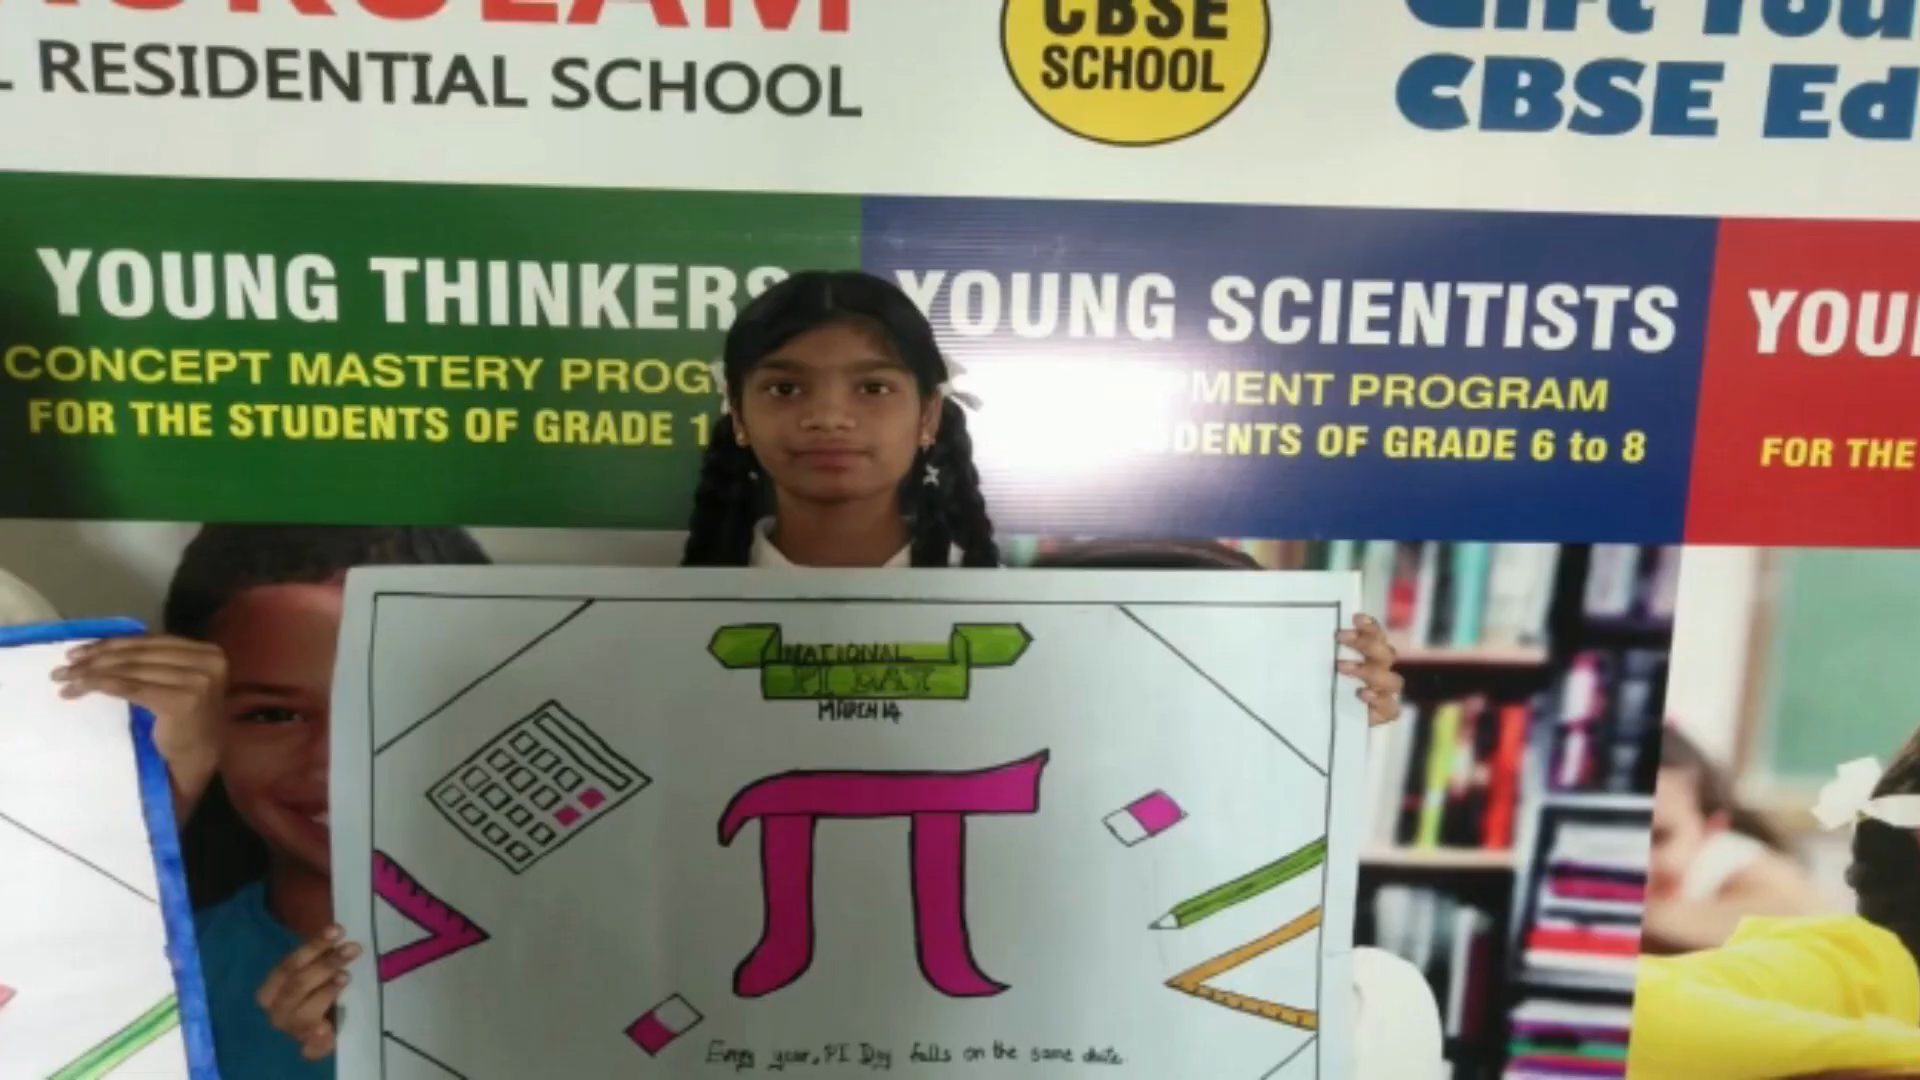 RESIDENTIAL SCHOOL
CBSE
SCHOOL
Gift You
CBSE Ed
YOUNG THINKERS
CONCEPT MASTERY PROG
FOR THE STUDENTS OF GRADE 1
YOUNG SCIENTISTS
MENT PROGRAM
DENTS OF GRADE 6 to 8
YOU
FOR THE
NATIONAL
PI DAY
MARCH 14
π
Every year, PI Day falls on the same date.